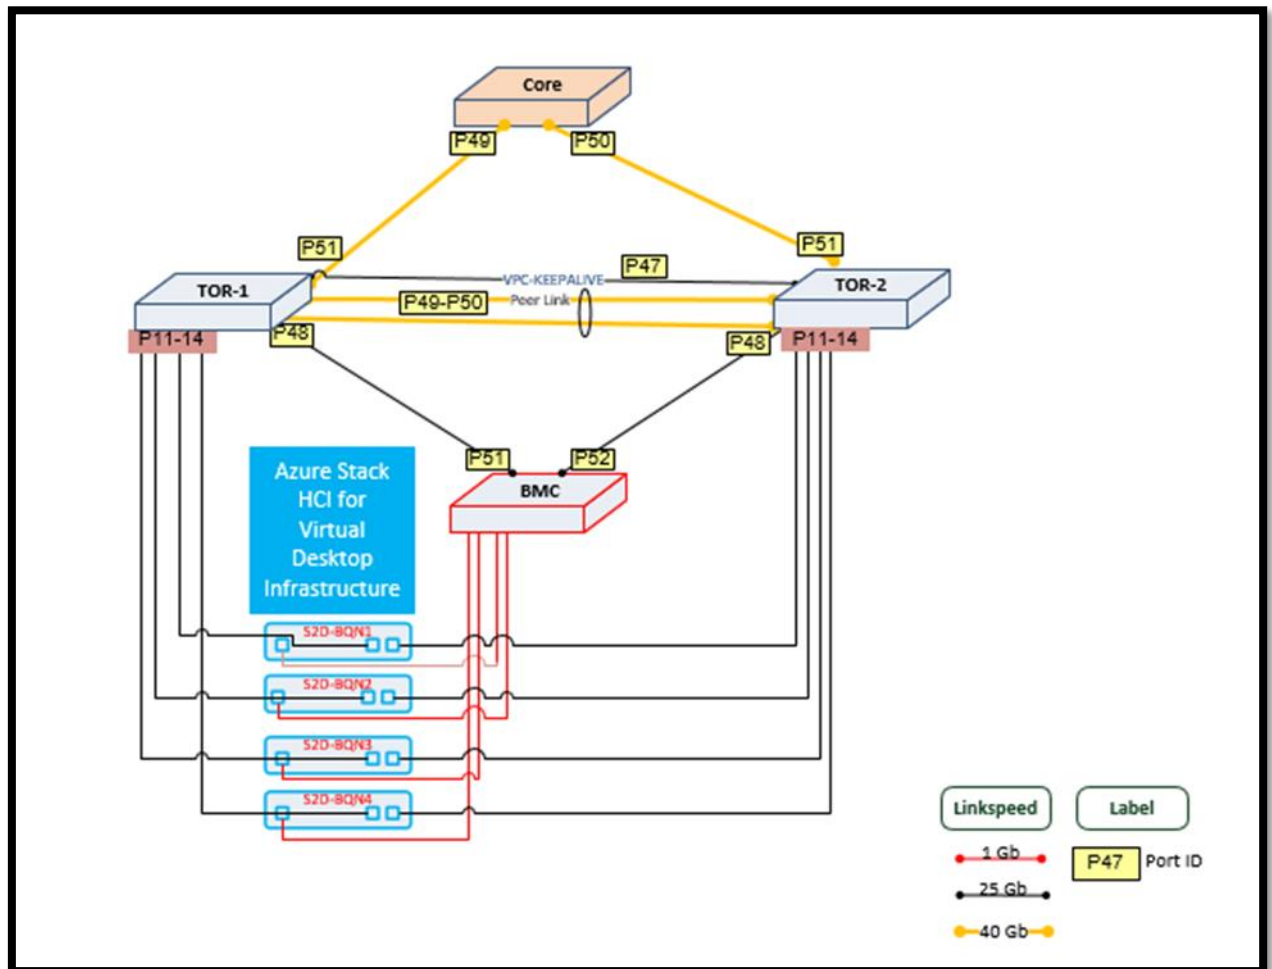 Core
P49
P50
P51
P51
P47
VPC-KEEPALIVE
TOR-1
TOR-2
P49-P50
Peer Link
P11-14
P48
P48
P11-14
P51
P52
Azure Stack
HCI for
Virtual
Desktop
Infrastructure
BMC
S2D-BQN1
S2D-BQN2
S2D-BQN3
S2D-BQN4
Linkspeed
Label
1 Gb
P47
Port ID
25 Gb
40 Gb